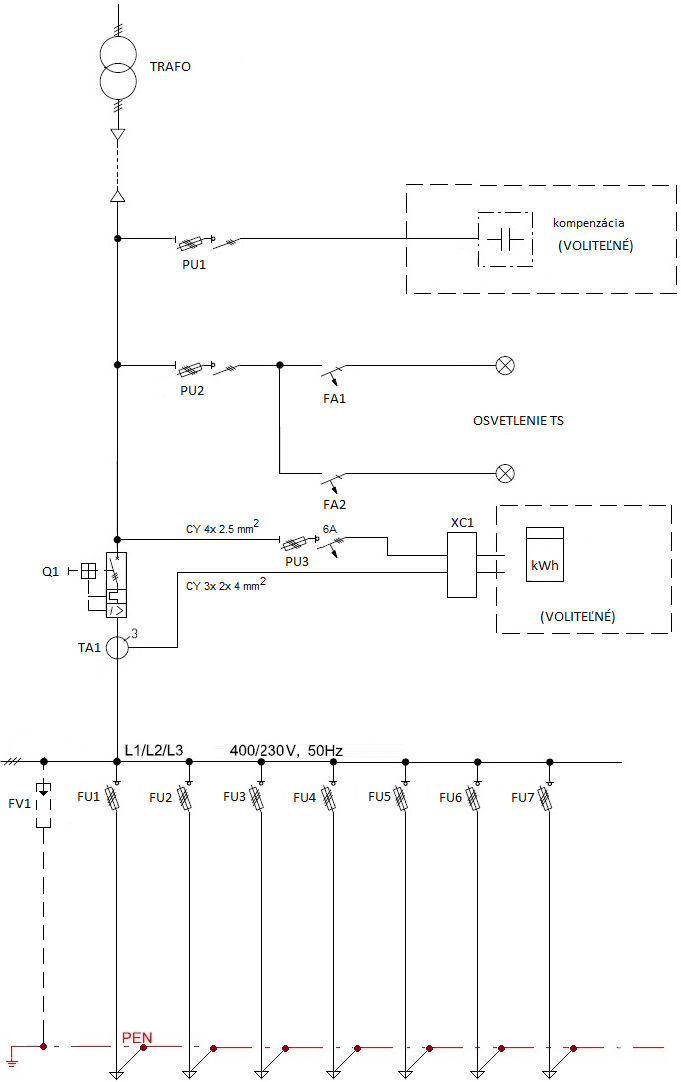 TRAFO
kompenzácia
(VOLITEĽNÉ)
PU1
PU2
FA1
OSVETLENIE TS
FA2
CY 4x 2.5 mm²
6A
XC1
PU3
kWh
Q1
CY 3x 2x 4 mm²
(VOLITEĽNÉ)
3
TA1
L1/L2/L3 400/230V, 50Hz
FV1 FU1 FU2 FU3 FU4 FU5 FU6 FU7
PEN